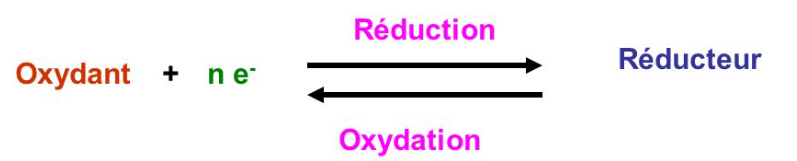 Réduction
Oxydant + n e⁻ Réducteur
Oxydation